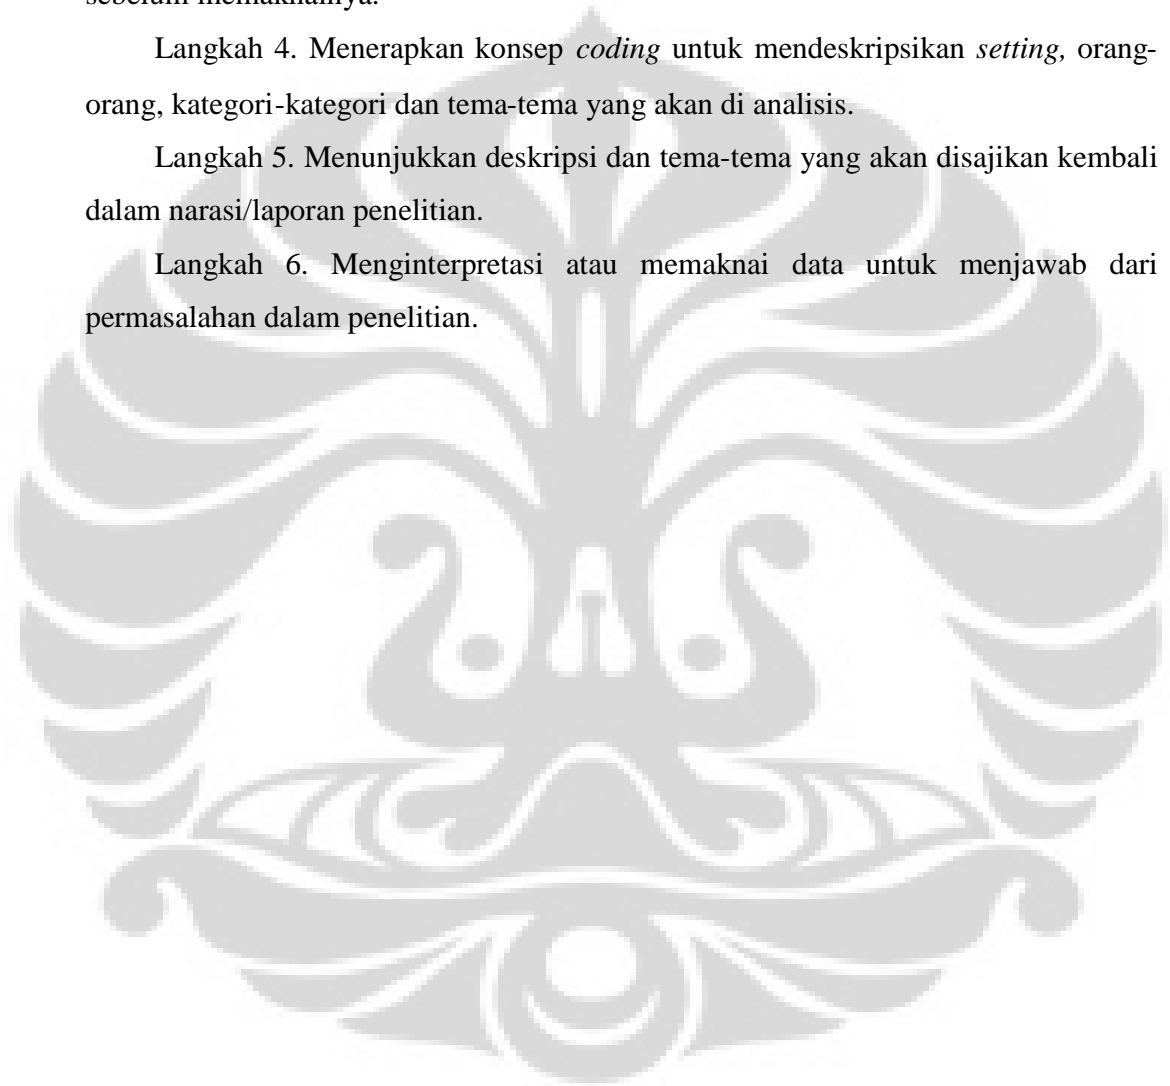 sebelum memaknainya.
Langkah 4. Menerapkan konsep coding untuk mendeskripsikan setting, orang-
orang, kategori-kategori dan tema-tema yang akan di analisis.
Langkah 5. Menunjukkan deskripsi dan tema-tema yang akan disajikan kembali
dalam narasi/laporan penelitian.
Langkah 6. Menginterpretasi atau memaknai data untuk menjawab dari
permasalahan dalam penelitian.